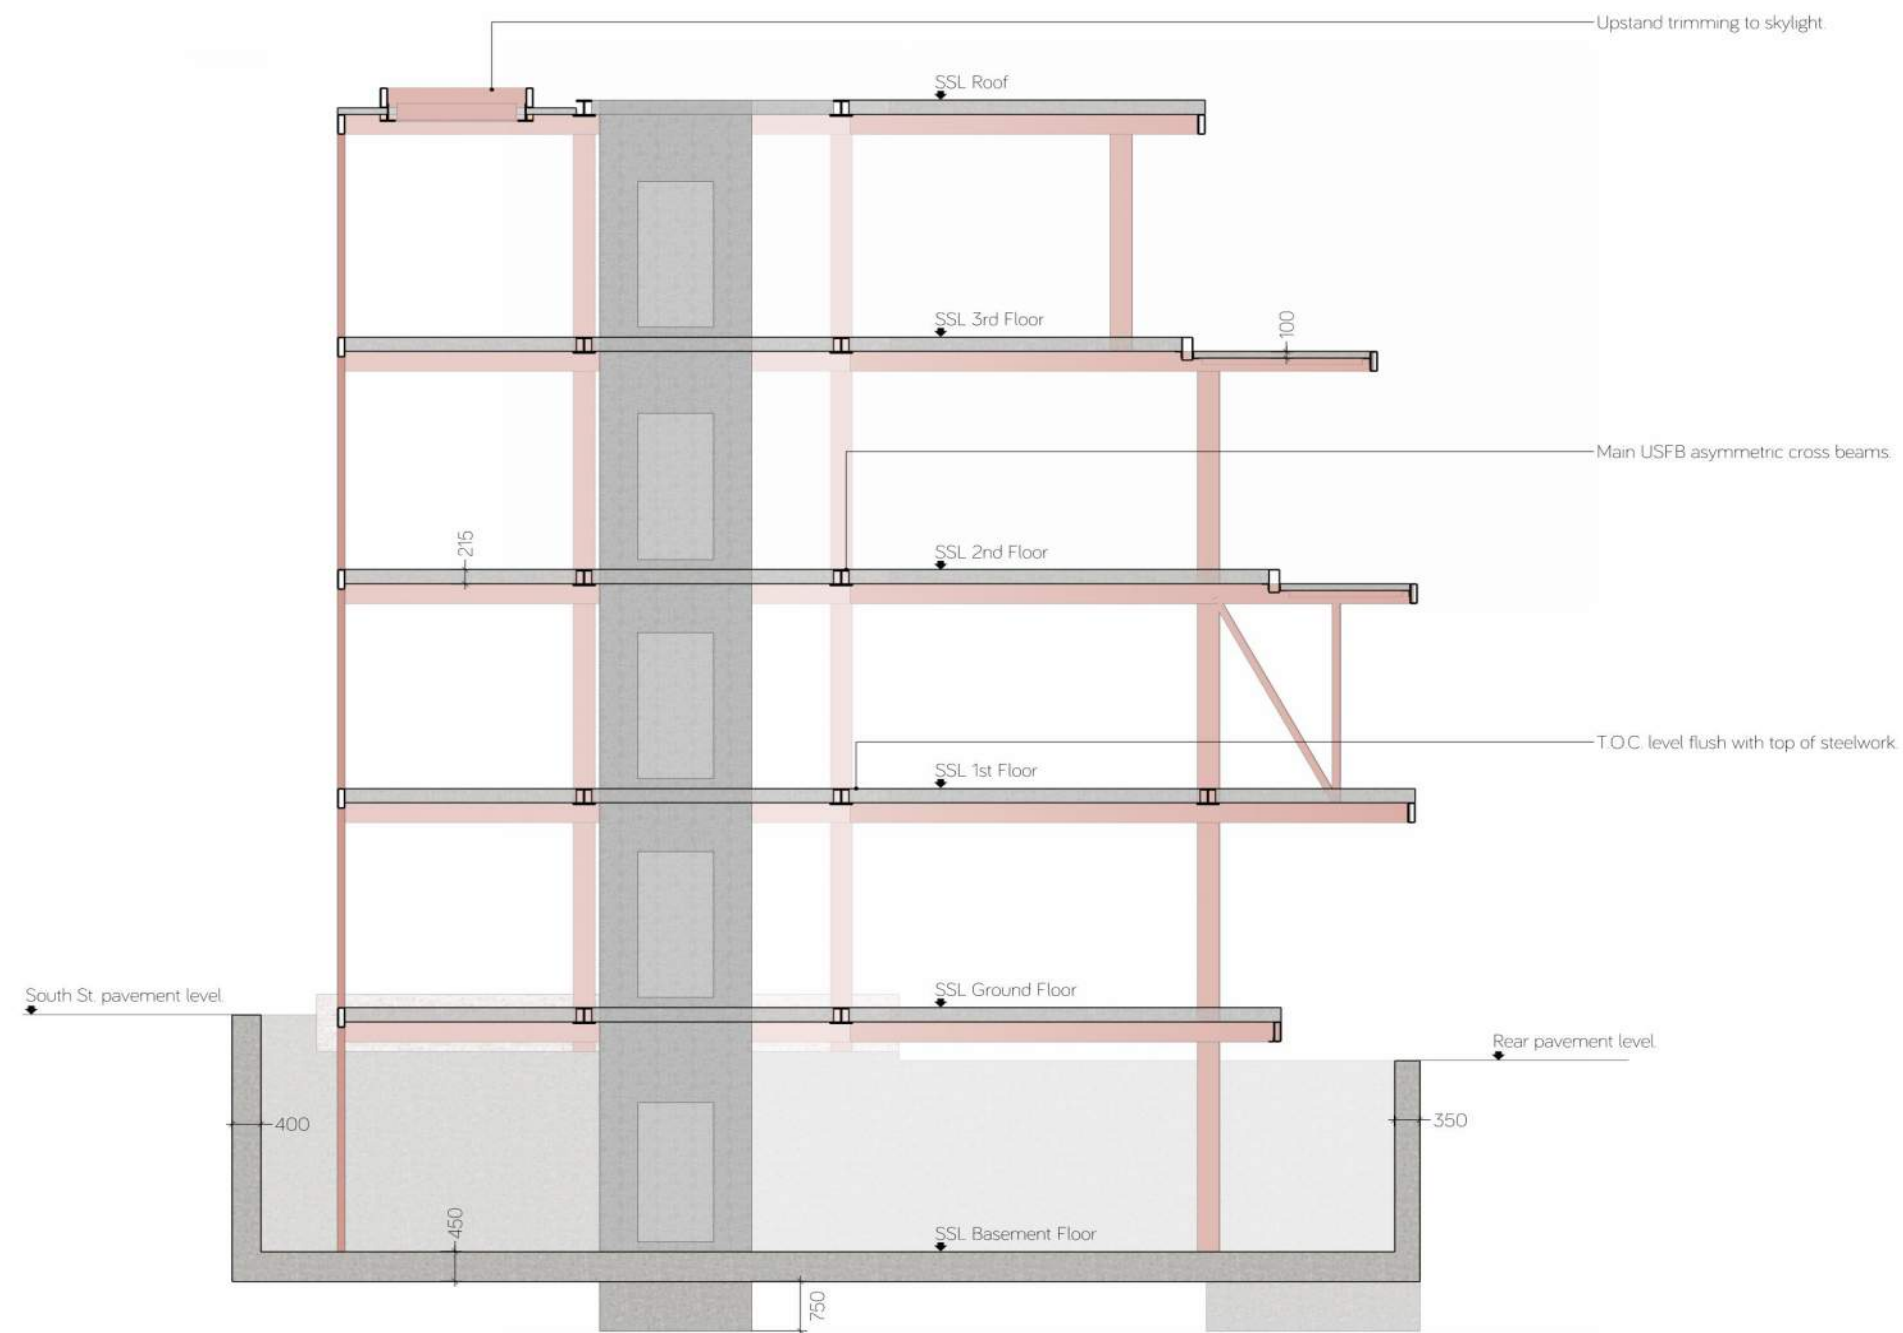 Upstand trimming to skylight.
SSL Roof
SSL 3rd Floor
100
Main USFB asymmetric cross beams.
215
SSL 2nd Floor
T.O.C. level flush with top of steelwork.
SSL 1st Floor
South St. pavement level.
SSL Ground Floor
Rear pavement level.
400
350
450
SSL Basement Floor
750